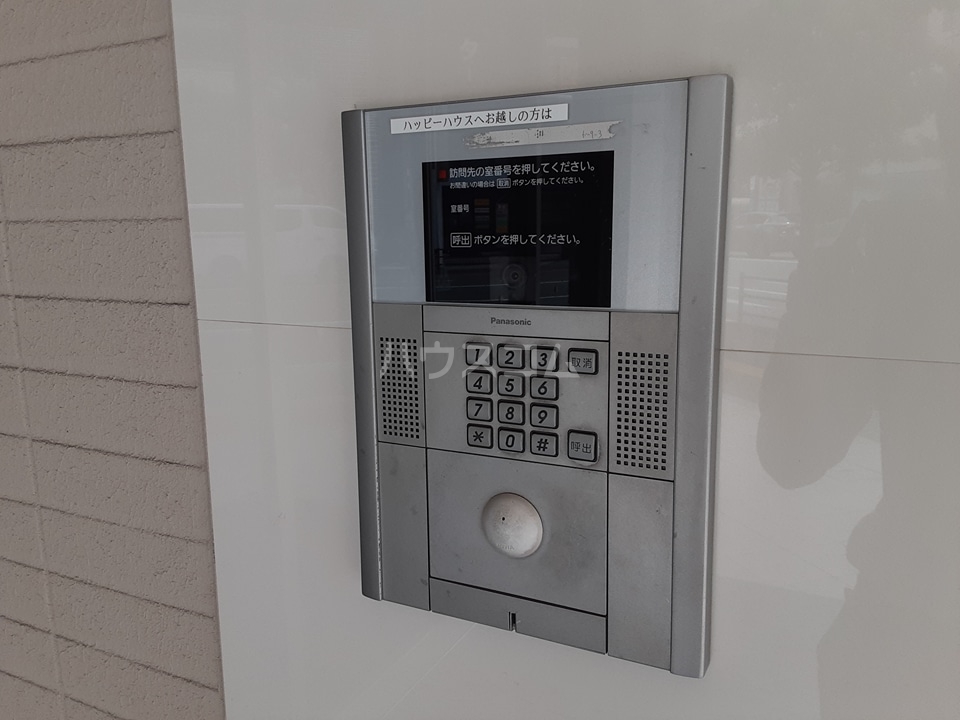 ハッピーハウスへお越しの方は
訪問先の室番号を押してください。
お間違いの場合は 取消 ボタンを押してください。
室番号
呼出 ボタンを押してください。
Panasonic
ハウスコム
1 2 3 取消
4 5 6
7 8 9
* 0 # 呼出